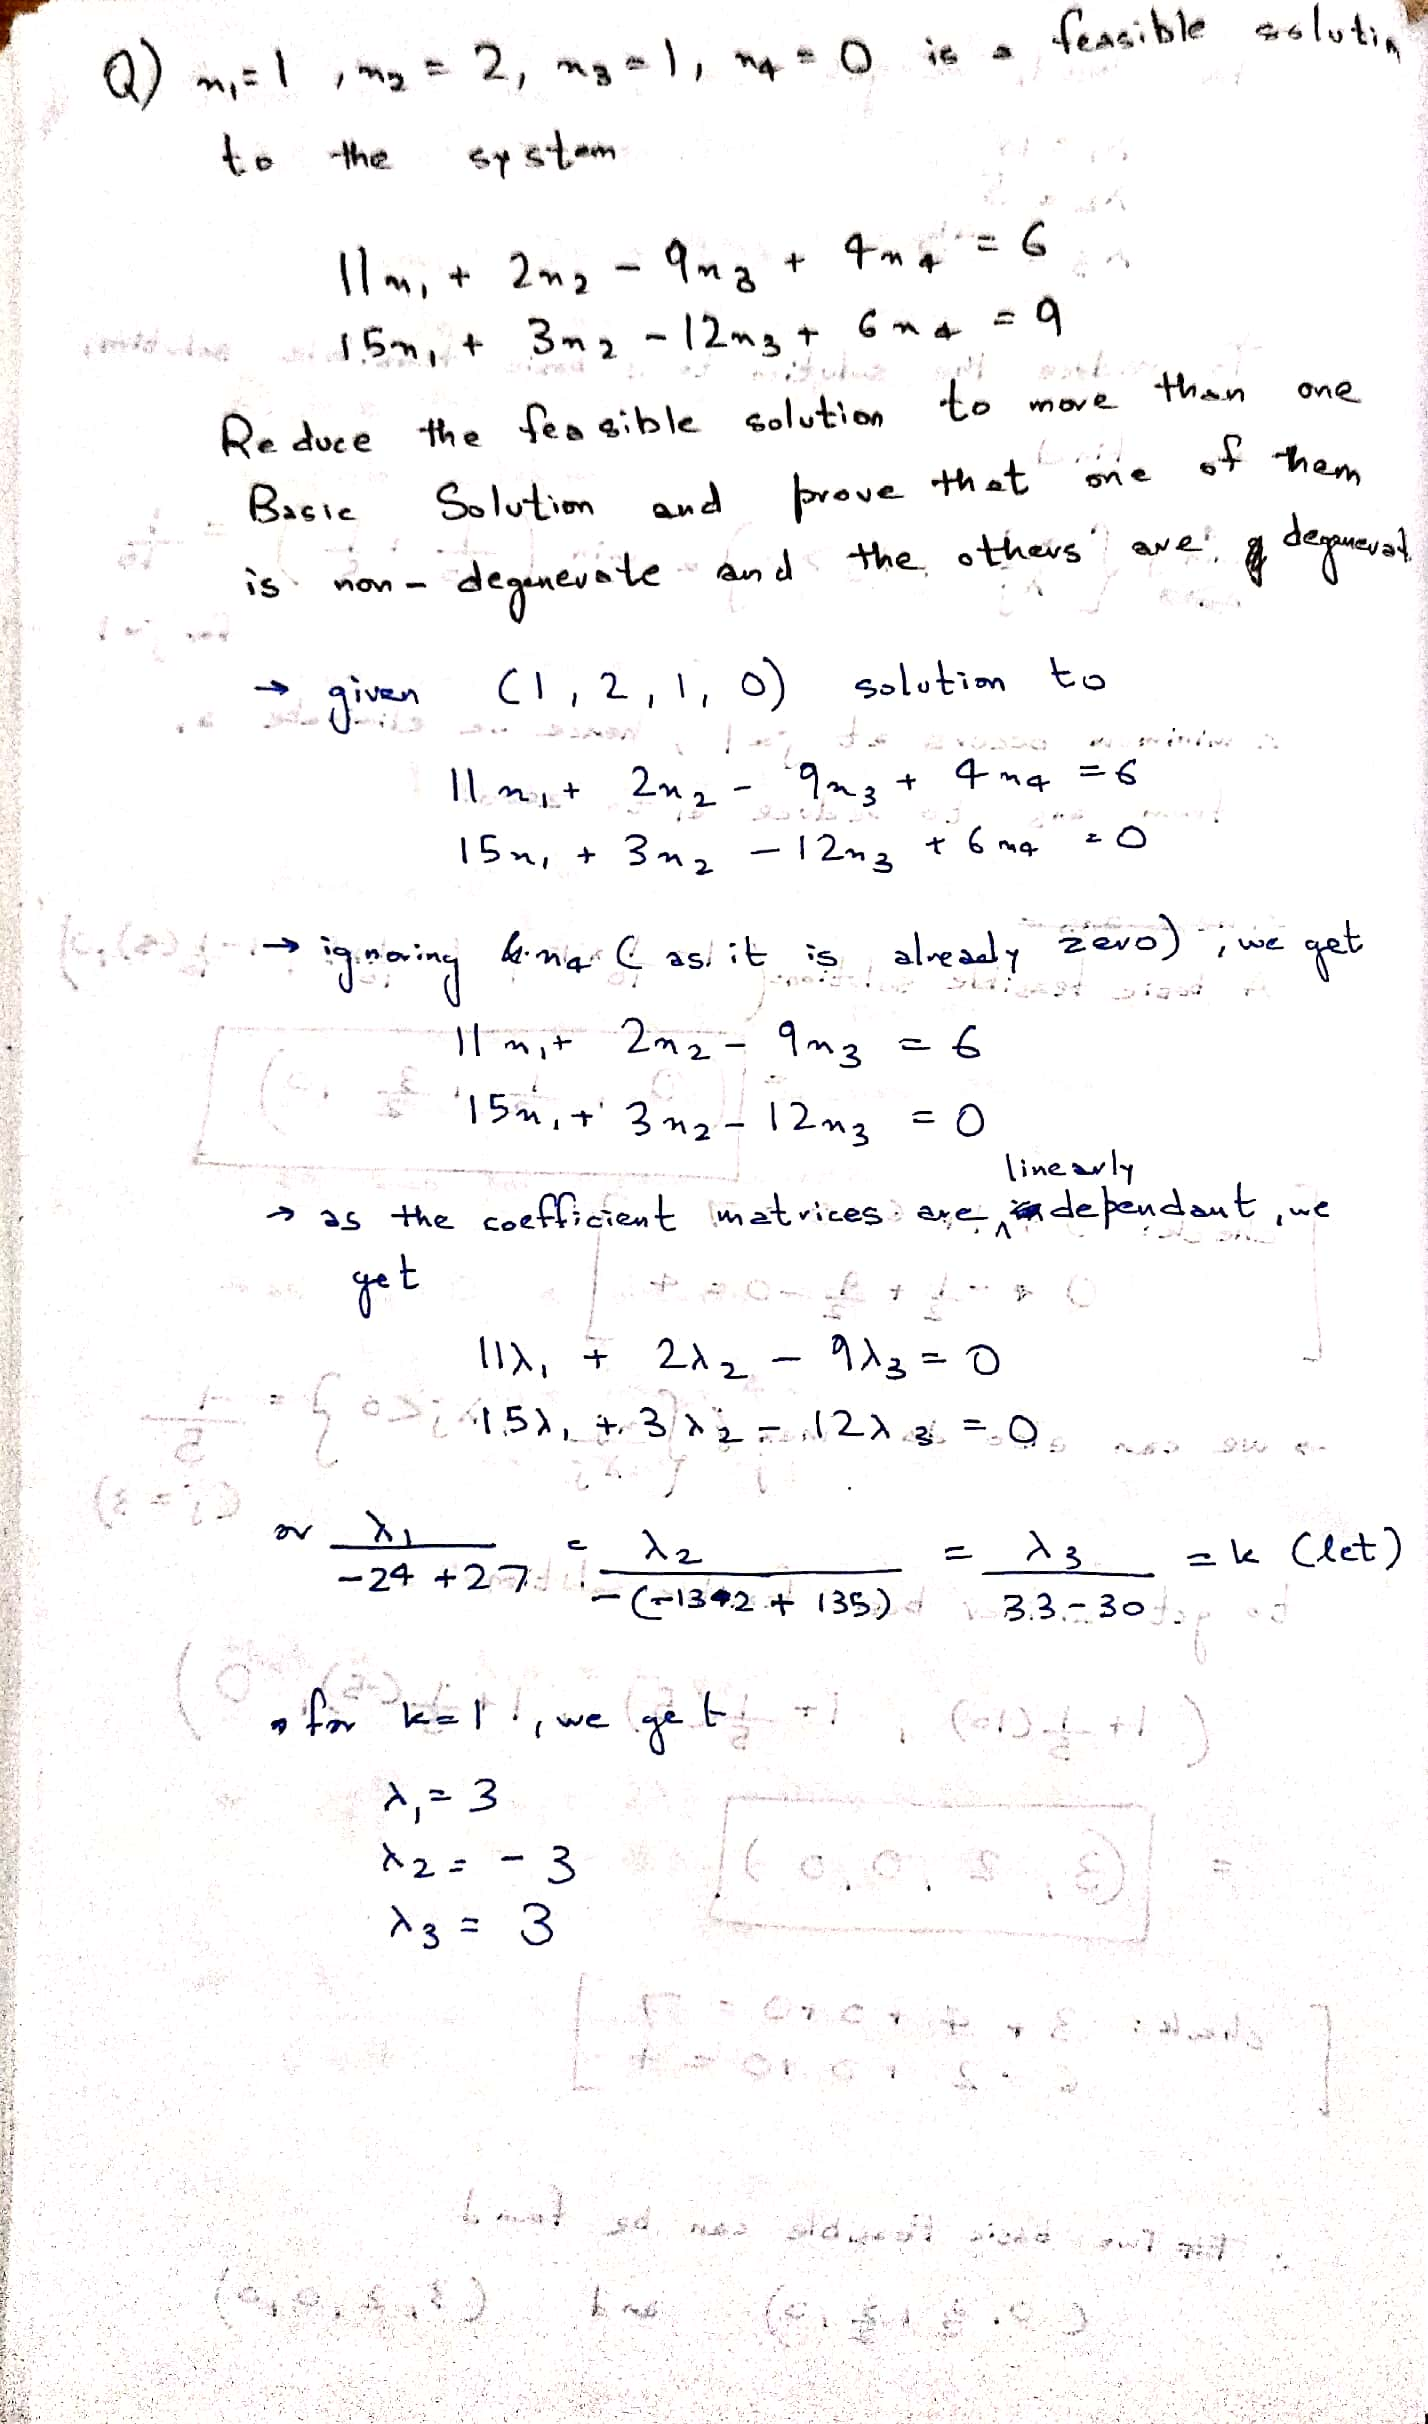 Q) x₁ = 1 , x₂ = 2, x₃ = 1, x₄ = 0 is a feasible solutin
to the system
11x₁ + 2x₂ - 9x₃ + 4x₄ = 6
15x₁ + 3x₂ - 12x₃ + 6x₄ = 9
Reduce the feasible solution to more than one
Basic Solution and prove that one of them
is non-degenerate and the others are degenerat
→ given (1, 2, 1, 0) solution to
11x₁ + 2x₂ - 9x₃ + 4x₄ = 6
15x₁ + 3x₂ - 12x₃ + 6x₄ = 0
→ ignoring x₄ (as it is already zero), we get
11x₁ + 2x₂ - 9x₃ = 6
15x₁ + 3x₂ - 12x₃ = 0
→ as the coefficient matrices are linearly dependant, we
get
11λ₁ + 2λ₂ - 9λ₃ = 0
15λ₁ + 3λ₂ - 12λ₃ = 0
or λ₁/(-24 + 27) = λ₂/-(-132 + 135) = λ₃/(33 - 30) = k (let)
→ for k=1, we get
λ₁ = 3
λ₂ = -3
λ₃ = 3